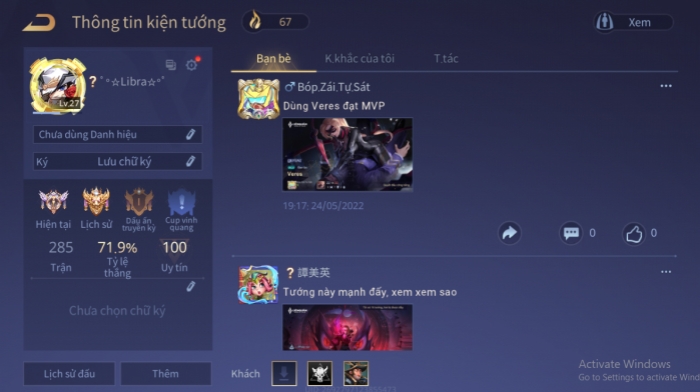 Thông tin kiện tướng
67
Xem
Bạn bè
K.khắc của tôi
T.tác
? ˚°☆Libra☆°˚
Lv.27
Chưa dùng Danh hiệu
Ký
Lưu chữ ký
Hiện tại
Lịch sử
Dấu ấn truyền kỳ
Cup vinh quang
285
71.9%
100
Trận
Tỷ lệ thắng
Uy tín
Chưa chọn chữ ký
Lịch sử đấu
Thêm
♂ Bóp.Zái.Tự.Sát
Dùng Veres đạt MVP
Veres
19:17: 24/05/2022
0
0
? 譚美英
Tướng này mạnh đấy, xem xem sao
Khách
Activate Windows
Go to Settings to activate Wind